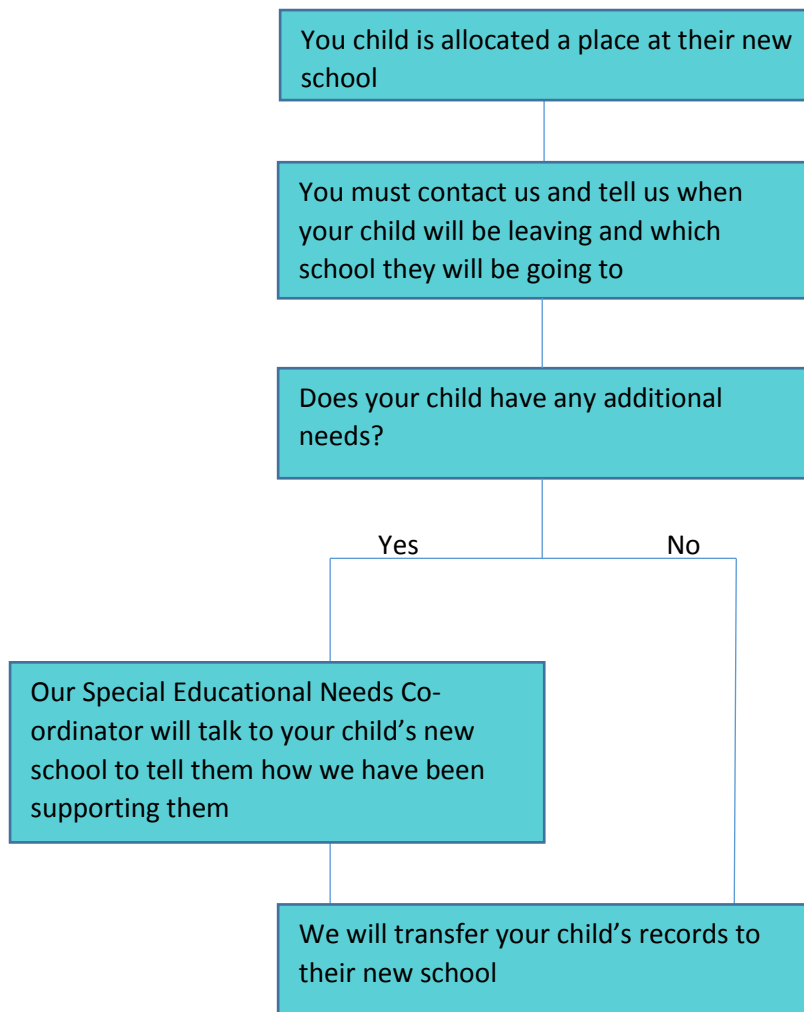 You child is allocated a place at their new
school
You must contact us and tell us when
your child will be leaving and which
school they will be going to
Does your child have any additional
needs?
Yes
No
Our Special Educational Needs Co-
ordinator will talk to your child’s new
school to tell them how we have been
supporting them
We will transfer your child’s records to
their new school